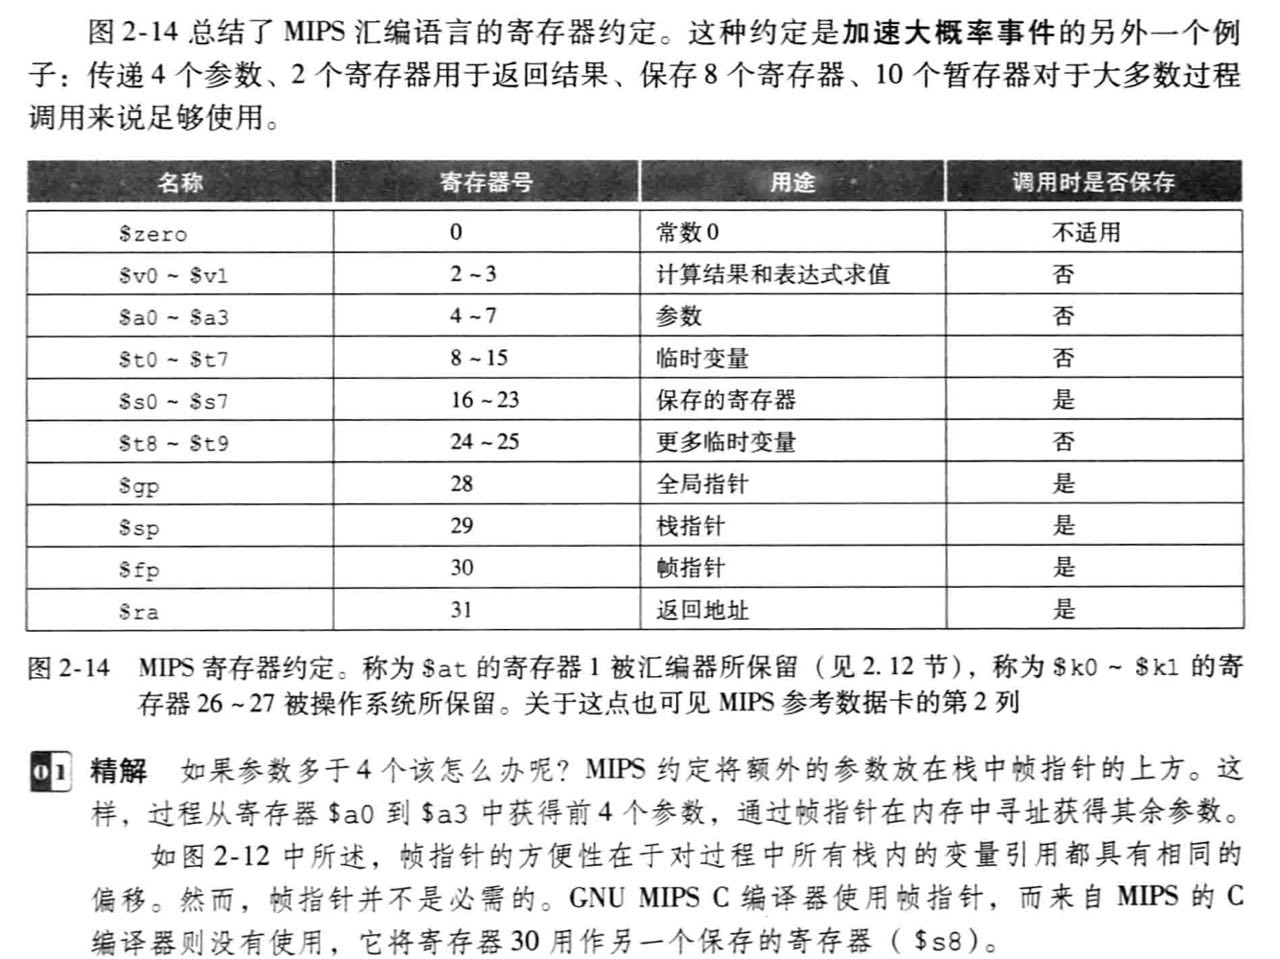 图 2-14 总结了 MIPS 汇编语言的寄存器约定。这种约定是加速大概率事件的另外一个例
子：传递 4 个参数、2 个寄存器用于返回结果、保存 8 个寄存器、10 个暂存器对于大多数过程
调用来说足够使用。
名称 寄存器号 用途 调用时是否保存
$zero 0 常数 0 不适用
$v0 ~ $v1 2 ~ 3 计算结果和表达式求值 否
$a0 ~ $a3 4 ~ 7 参数 否
$t0 ~ $t7 8 ~ 15 临时变量 否
$s0 ~ $s7 16 ~ 23 保存的寄存器 是
$t8 ~ $t9 24 ~ 25 更多临时变量 否
$gp 28 全局指针 是
$sp 29 栈指针 是
$fp 30 帧指针 是
$ra 31 返回地址 是
图 2-14 MIPS 寄存器约定。称为 $at 的寄存器 1 被汇编器所保留（见 2.12 节），称为 $k0 ~ $k1 的寄
存器 26 ~ 27 被操作系统所保留。关于这点也可见 MIPS 参考数据卡的第 2 列
01 精解 如果参数多于 4 个该怎么办呢？MIPS 约定将额外的参数放在栈中帧指针的上方。这
样，过程从寄存器 $a0 到 $a3 中获得前 4 个参数，通过帧指针在内存中寻址获得其余参数。
如图 2-12 中所述，帧指针的方便性在于对过程中所有栈内的变量引用都具有相同的
偏移。然而，帧指针并不是必需的。GNU MIPS C 编译器使用帧指针，而来自 MIPS 的 C
编译器则没有使用，它将寄存器 30 用作另一个保存的寄存器（ $s8）。